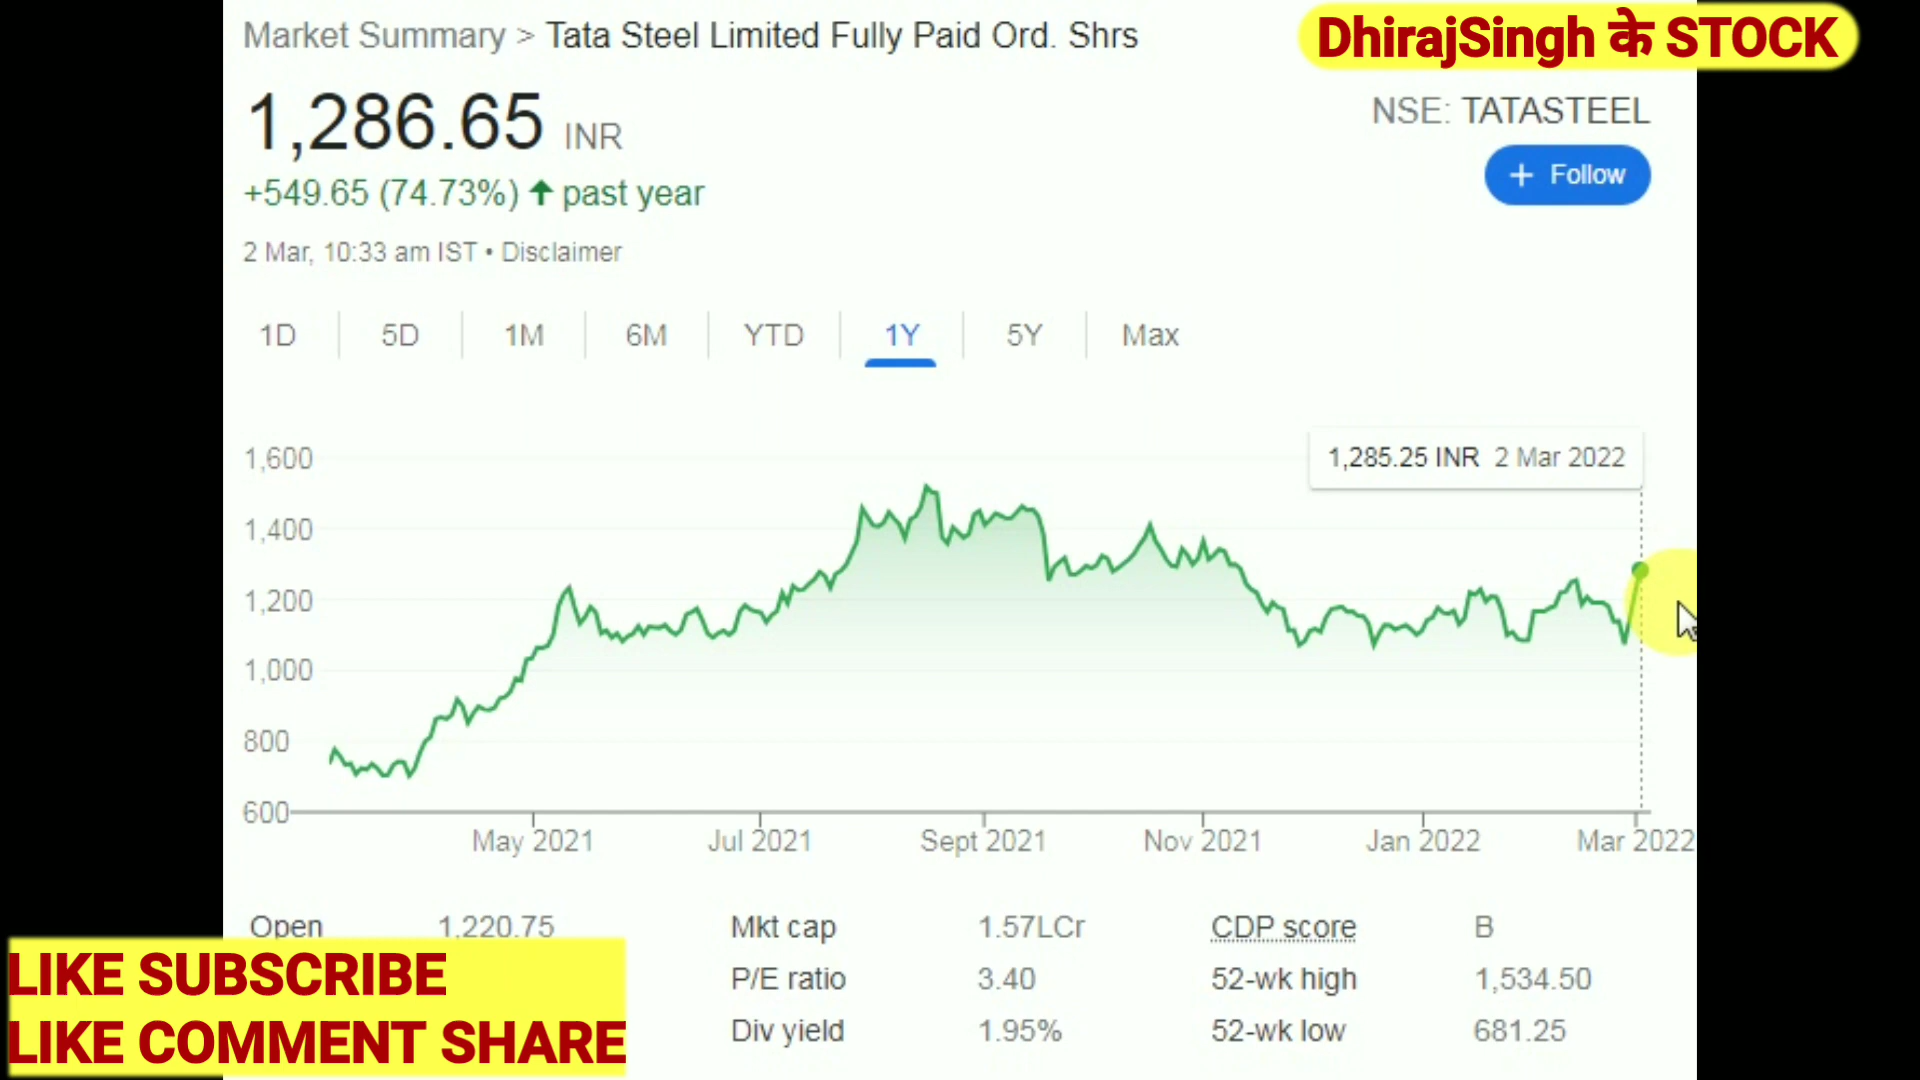 Market Summary > Tata Steel Limited Fully Paid Ord. Shrs
DhirajSingh के STOCK
1,286.65 INR
NSE: TATASTEEL
+ Follow
+549.65 (74.73%) ↑ past year
2 Mar, 10:33 am IST • Disclaimer
1D 5D 1M 6M YTD 1Y 5Y Max
1,285.25 INR 2 Mar 2022
1,600
1,400
1,200
1,000
800
600
May 2021 Jul 2021 Sept 2021 Nov 2021 Jan 2022 Mar 2022
Open 1,220.75 Mkt cap 1.57LCr CDP score B
P/E ratio 3.40 52-wk high 1,534.50
Div yield 1.95% 52-wk low 681.25
LIKE SUBSCRIBE
LIKE COMMENT SHARE